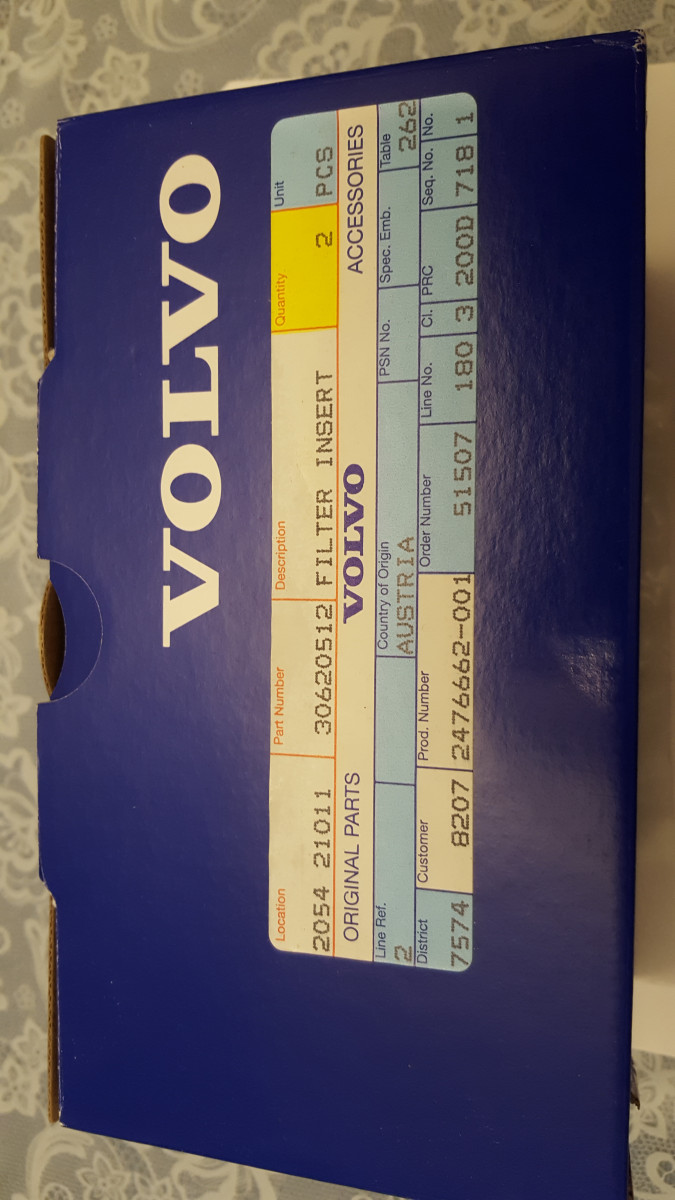 VOLVO
Location Part Number Description Quantity Unit
2054 21011 30620512 FILTER INSERT 2 PCS
ORIGINAL PARTS VOLVO ACCESSORIES
Line Ref. Country of Origin PSN No. Spec. Emb. Table
2 AUSTRIA 262
District Customer Prod. Number Order Number Line No. Cl. PRC Seq. No. No.
7574 8207 2476662-001 51507 180 3 200D 718 1